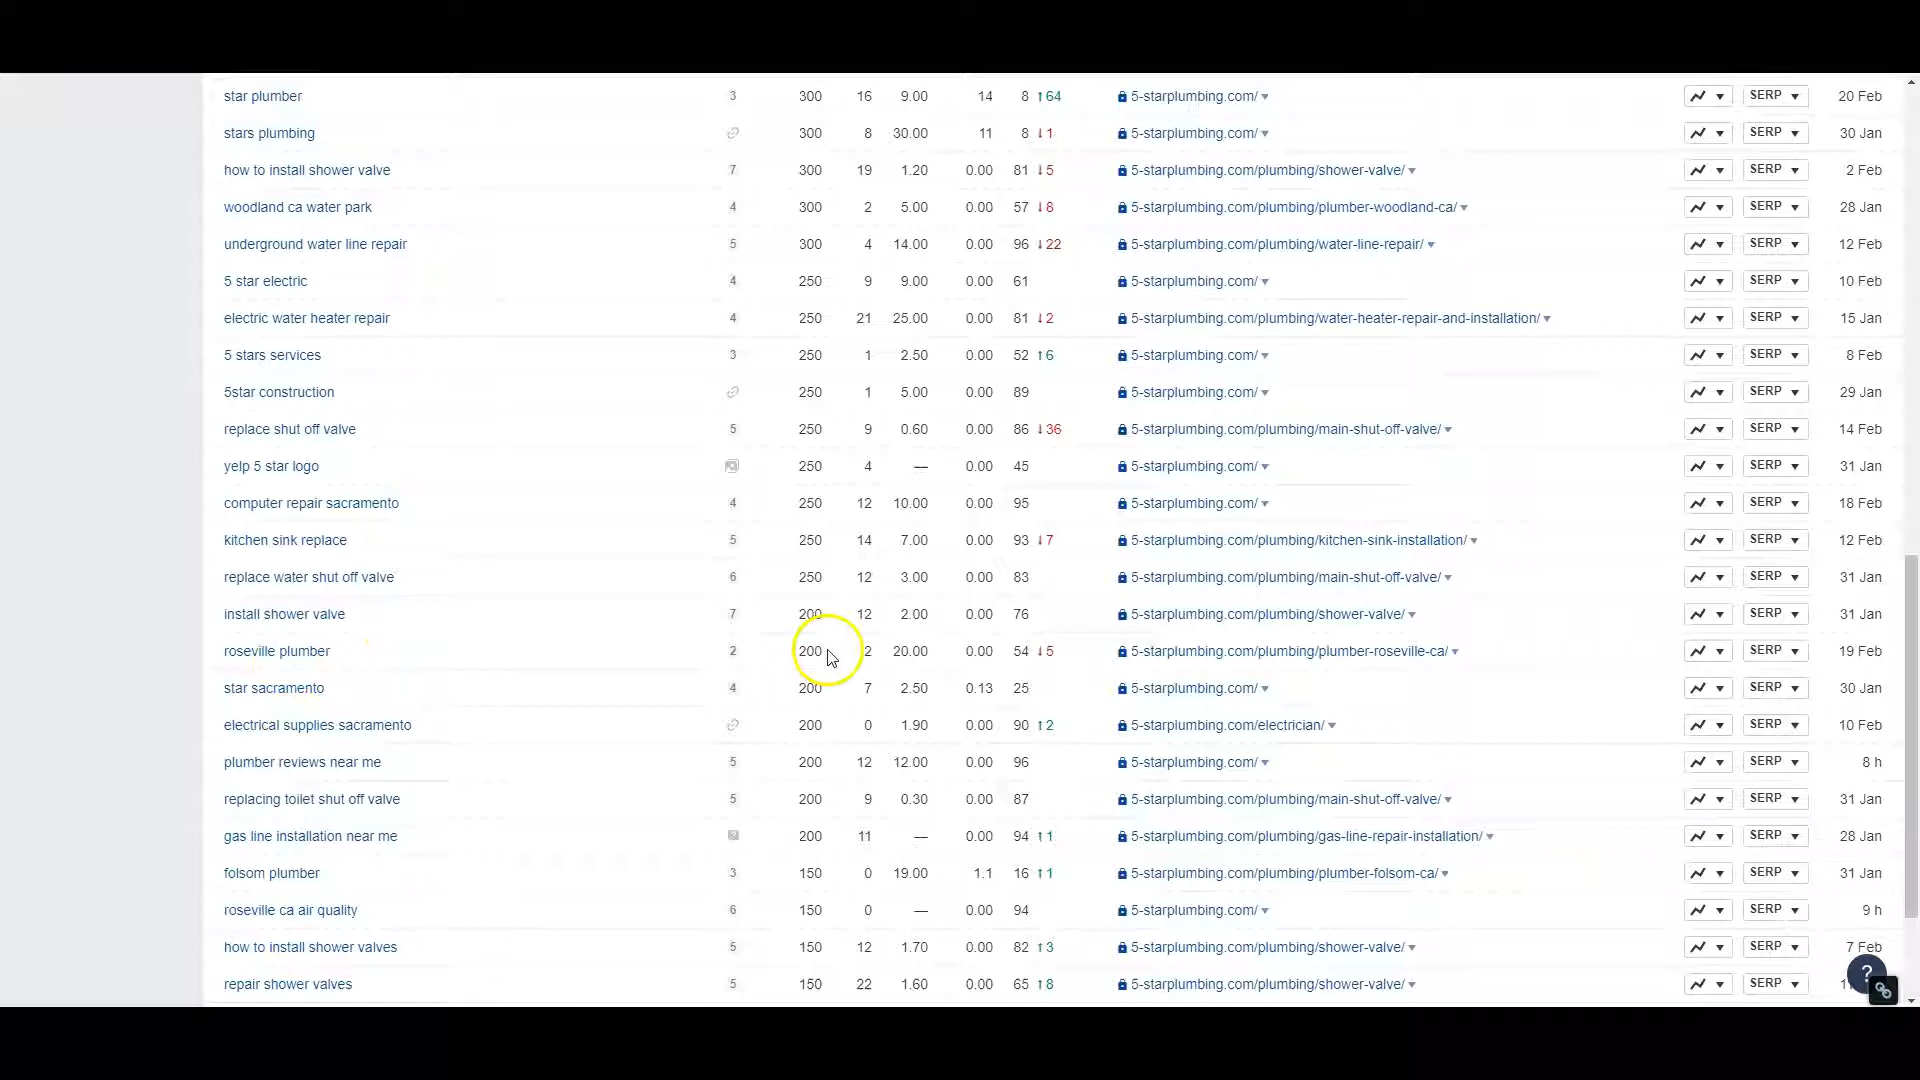 star plumber 3 300 16 9.00 14 8 ↑64 5-starplumbing.com/ SERP 20 Feb
stars plumbing 300 8 30.00 11 8 ↓1 5-starplumbing.com/ SERP 30 Jan
how to install shower valve 7 300 19 1.20 0.00 81 ↓5 5-starplumbing.com/plumbing/shower-valve/ SERP 2 Feb
woodland ca water park 4 300 2 5.00 0.00 57 ↓8 5-starplumbing.com/plumbing/plumber-woodland-ca/ SERP 28 Jan
underground water line repair 5 300 4 14.00 0.00 96 ↓22 5-starplumbing.com/plumbing/water-line-repair/ SERP 12 Feb
5 star electric 4 250 9 9.00 0.00 61 5-starplumbing.com/ SERP 10 Feb
electric water heater repair 4 250 21 25.00 0.00 81 ↓2 5-starplumbing.com/plumbing/water-heater-repair-and-installation/ SERP 15 Jan
5 stars services 3 250 1 2.50 0.00 52 ↑6 5-starplumbing.com/ SERP 8 Feb
5star construction 250 1 5.00 0.00 89 5-starplumbing.com/ SERP 29 Jan
replace shut off valve 5 250 9 0.60 0.00 86 ↓36 5-starplumbing.com/plumbing/main-shut-off-valve/ SERP 14 Feb
yelp 5 star logo 250 4 — 0.00 45 5-starplumbing.com/ SERP 31 Jan
computer repair sacramento 4 250 12 10.00 0.00 95 5-starplumbing.com/ SERP 18 Feb
kitchen sink replace 5 250 14 7.00 0.00 93 ↓7 5-starplumbing.com/plumbing/kitchen-sink-installation/ SERP 12 Feb
replace water shut off valve 6 250 12 3.00 0.00 83 5-starplumbing.com/plumbing/main-shut-off-valve/ SERP 31 Jan
install shower valve 7 200 12 2.00 0.00 76 5-starplumbing.com/plumbing/shower-valve/ SERP 31 Jan
roseville plumber 2 200 2 20.00 0.00 54 ↓5 5-starplumbing.com/plumbing/plumber-roseville-ca/ SERP 19 Feb
star sacramento 4 200 7 2.50 0.13 25 5-starplumbing.com/ SERP 30 Jan
electrical supplies sacramento 200 0 1.90 0.00 90 ↑2 5-starplumbing.com/electrician/ SERP 10 Feb
plumber reviews near me 5 200 12 12.00 0.00 96 5-starplumbing.com/ SERP 8 h
replacing toilet shut off valve 5 200 9 0.30 0.00 87 5-starplumbing.com/plumbing/main-shut-off-valve/ SERP 31 Jan
gas line installation near me 200 11 — 0.00 94 ↑1 5-starplumbing.com/plumbing/gas-line-repair-installation/ SERP 28 Jan
folsom plumber 3 150 0 19.00 1.1 16 ↑1 5-starplumbing.com/plumbing/plumber-folsom-ca/ SERP 31 Jan
roseville ca air quality 6 150 0 — 0.00 94 5-starplumbing.com/ SERP 9 h
how to install shower valves 5 150 12 1.70 0.00 82 ↑3 5-starplumbing.com/plumbing/shower-valve/ SERP 7 Feb
repair shower valves 5 150 22 1.60 0.00 65 ↑8 5-starplumbing.com/plumbing/shower-valve/ SERP
?